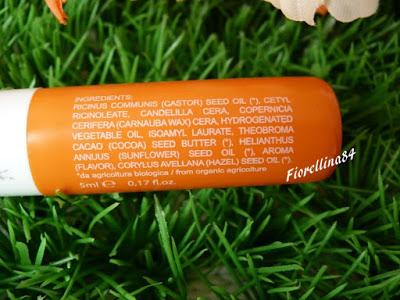 INGREDIENTS:
RICINUS COMMUNIS (CASTOR) SEED OIL (*), CETYL
RICINOLEATE, CANDELILLA CERA, COPERNICIA
CERIFERA (CARNAUBA WAX) CERA, HYDROGENATED
VEGETABLE OIL, ISOAMYL LAURATE, THEOBROMA
CACAO (COCOA) SEED BUTTER (*), HELIANTHUS
ANNUUS (SUNFLOWER) SEED OIL (*), AROMA
(FLAVOR), CORYLUS AVELLANA (HAZEL) SEED OIL (*).
*da agricoltura biologica / from organic agricolture
5ml e 0.17 fl.oz.
Fiorellina84